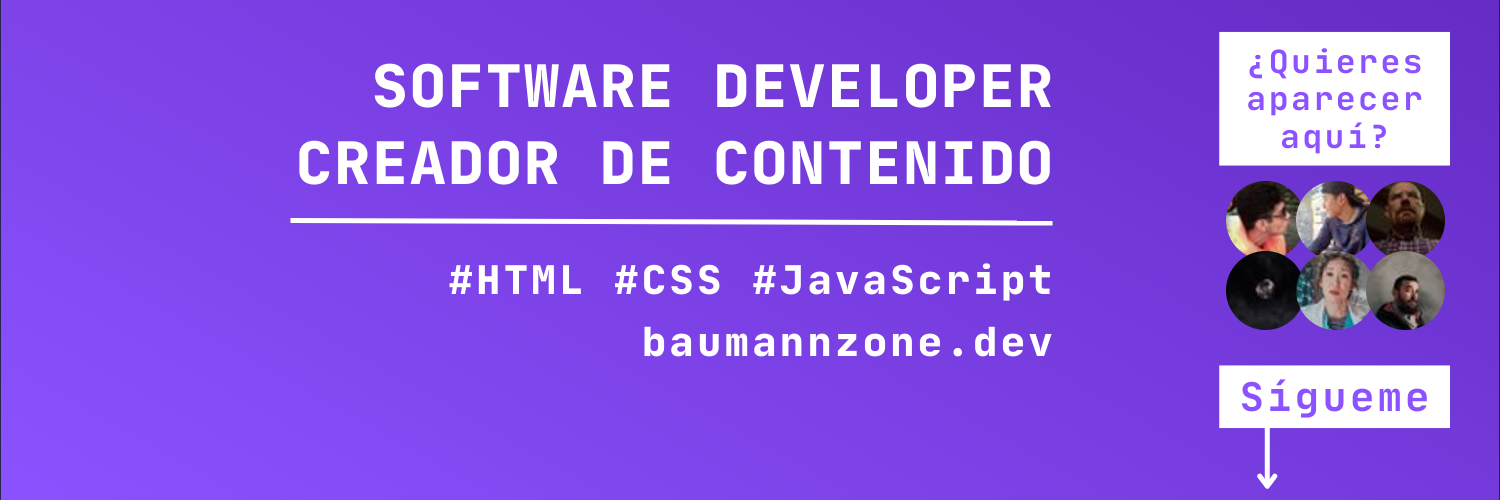 SOFTWARE DEVELOPER
CREADOR DE CONTENIDO
#HTML #CSS #JavaScript
baumannzone.dev
¿Quieres
aparecer
aquí?
Sígueme